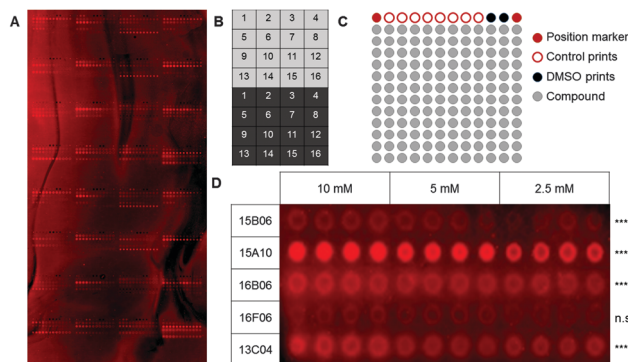 A
B
C
1 2 3 4
5 6 7 8
9 10 11 12
13 14 15 16
1 2 3 4
5 6 7 8
9 10 11 12
13 14 15 16
Position marker
Control prints
DMSO prints
Compound
D
10 mM 5 mM 2.5 mM
15B06 ***
15A10 ***
16B06 ***
16F06 n.s
13C04 ***